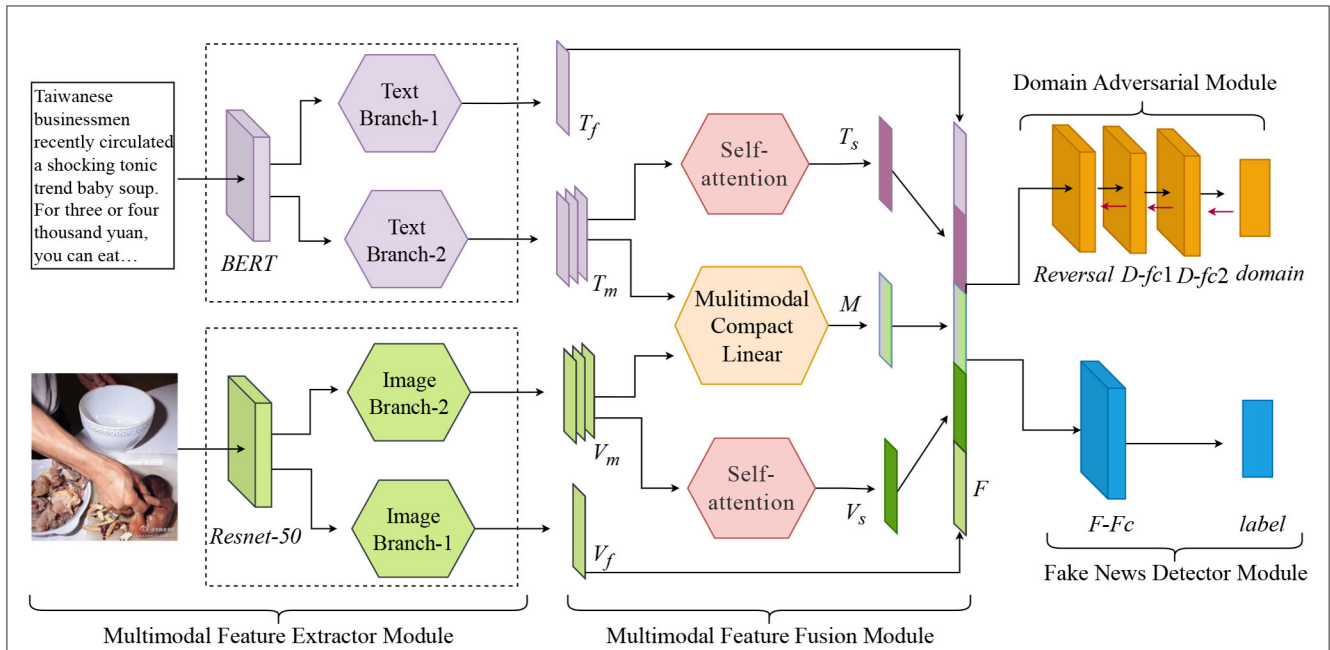 Taiwanese
businessmen
recently circulated
a shocking tonic
trend baby soup.
For three or four
thousand yuan,
you can eat…
BERT
Text
Branch-1
Text
Branch-2
Resnet-50
Image
Branch-2
Image
Branch-1
Multimodal Feature Extractor Module
T_f
T_m
V_m
V_f
Self-
attention
Mulitimodal
Compact
Linear
Self-
attention
T_s
M
V_s
F
Multimodal Feature Fusion Module
Domain Adversarial Module
Reversal
D-fc1
D-fc2
domain
F-Fc
label
Fake News Detector Module